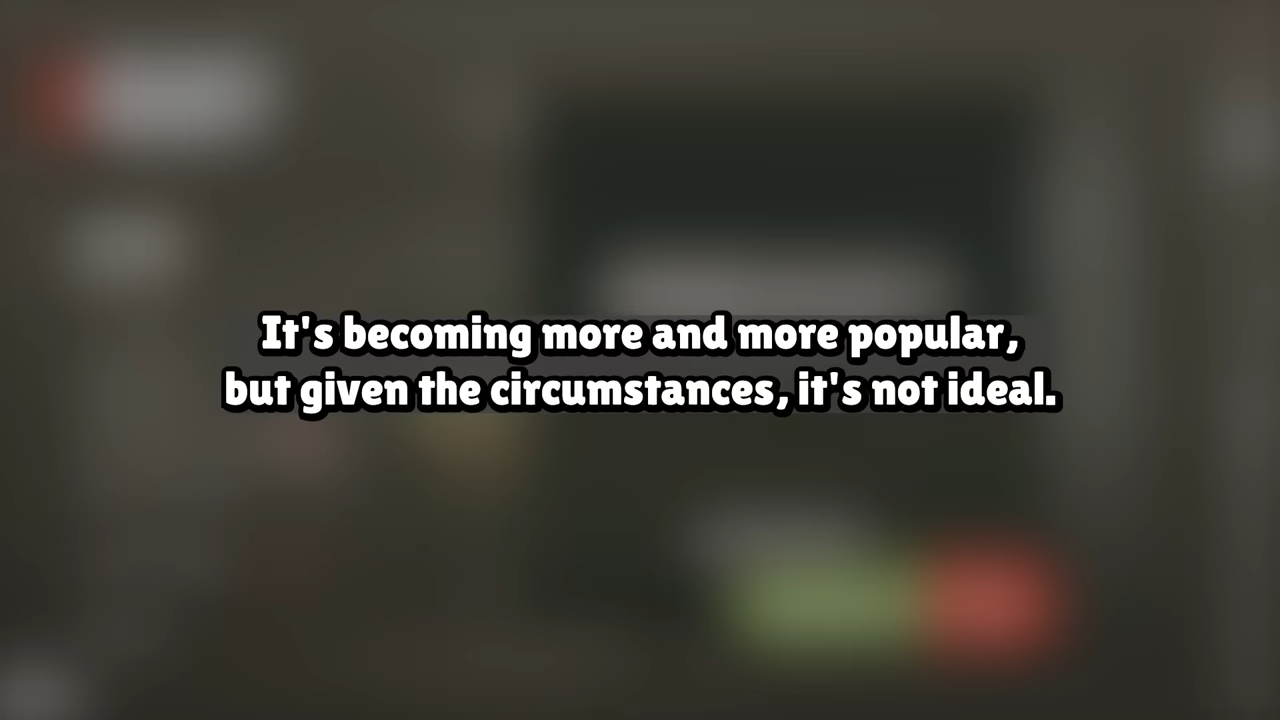 It's becoming more and more popular,
but given the circumstances, it's not ideal.